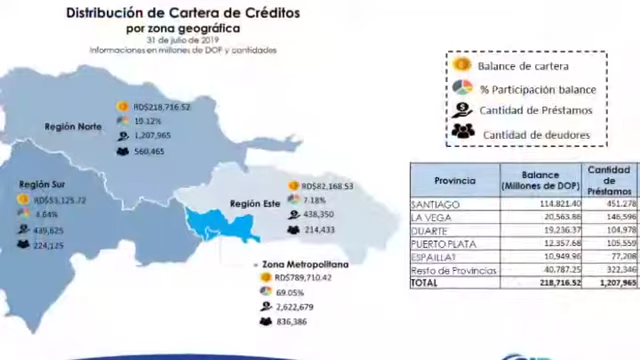 Distribución de Cartera de Créditos
por zona geográfica
31 de julio de 2019
Informaciones en millones de DOP y cantidades
Balance de cartera
% Participación balance
Cantidad de Préstamos
Cantidad de deudores
Región Norte
RD$218,716.52
19.12%
1,207,965
560,465
Región Sur
RD$53,125.72
4.64%
439,625
224,125
Región Este
RD$82,168.53
7.18%
438,350
214,433
Zona Metropolitana
RD$789,710.42
69.05%
2,622,679
836,386
Provincia Balance (Millones de DOP) Cantidad de Préstamos
SANTIAGO 114,821.40 451,278
LA VEGA 20,563.86 146,596
DUARTE 19,236.37 104,978
PUERTO PLATA 12,357.68 105,559
ESPAILLAT 10,949.96 77,208
Resto de Provincias 40,787.25 322,346
TOTAL 218,716.52 1,207,965